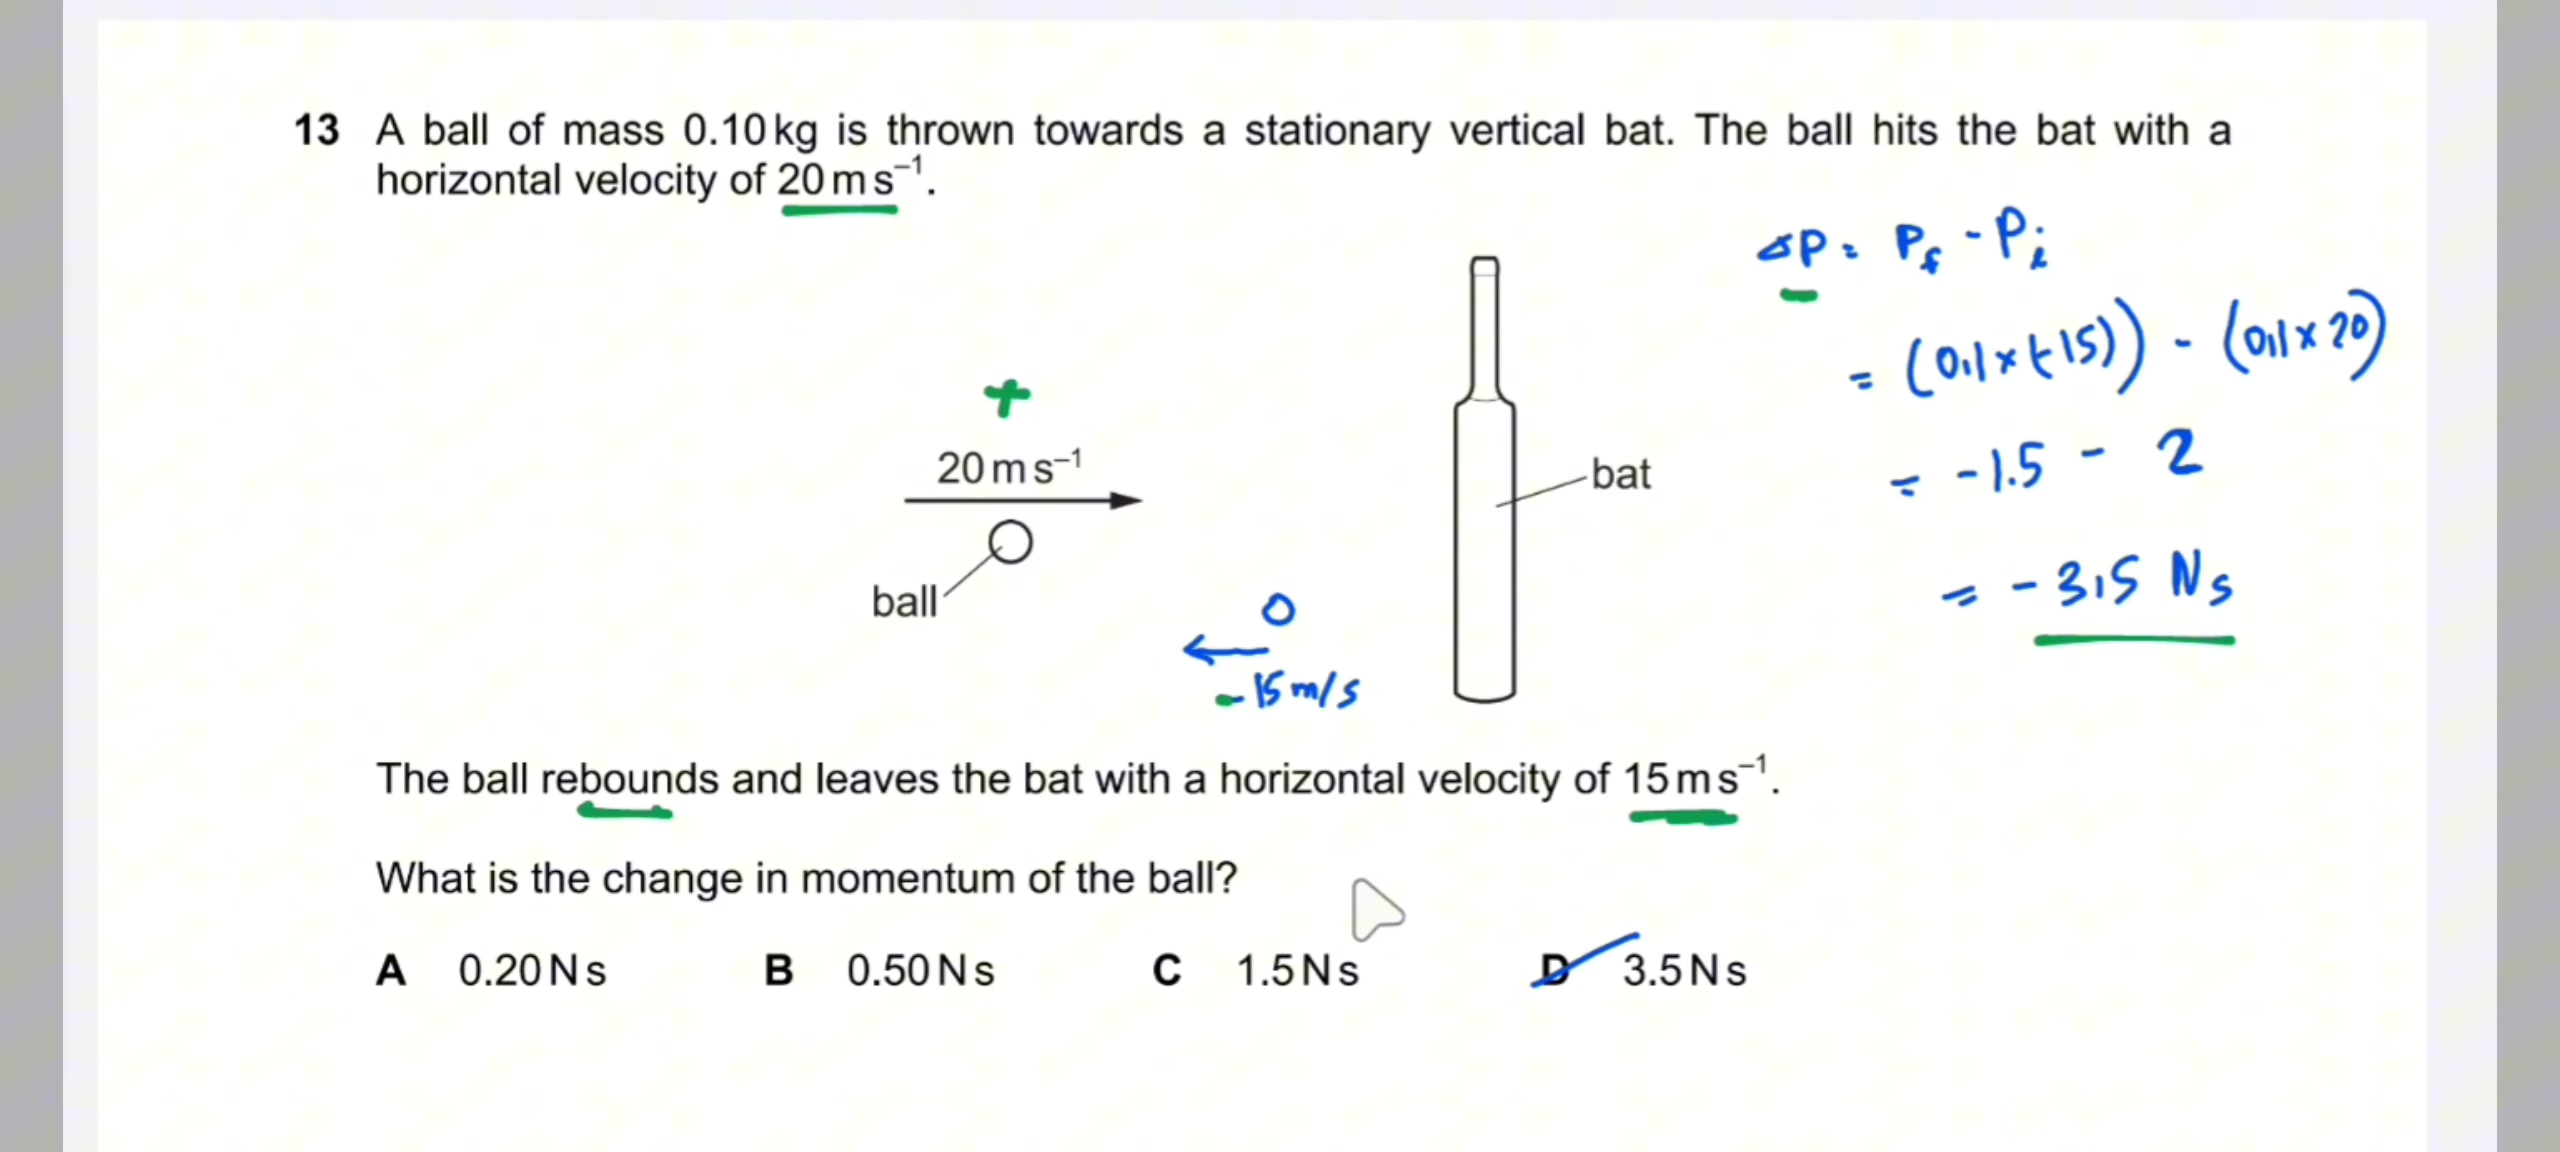 13 A ball of mass 0.10 kg is thrown towards a stationary vertical bat. The ball hits the bat with a
horizontal velocity of 20 m s⁻¹.
ΔP = Pf - Pi
= (0.1 x (-15)) - (0.1 x 20)
= -1.5 - 2
= -3.5 Ns
+
20 m s⁻¹
bat
ball
-15 m/s
The ball rebounds and leaves the bat with a horizontal velocity of 15 m s⁻¹.
What is the change in momentum of the ball?
A 0.20 N s B 0.50 N s C 1.5 N s D 3.5 N s